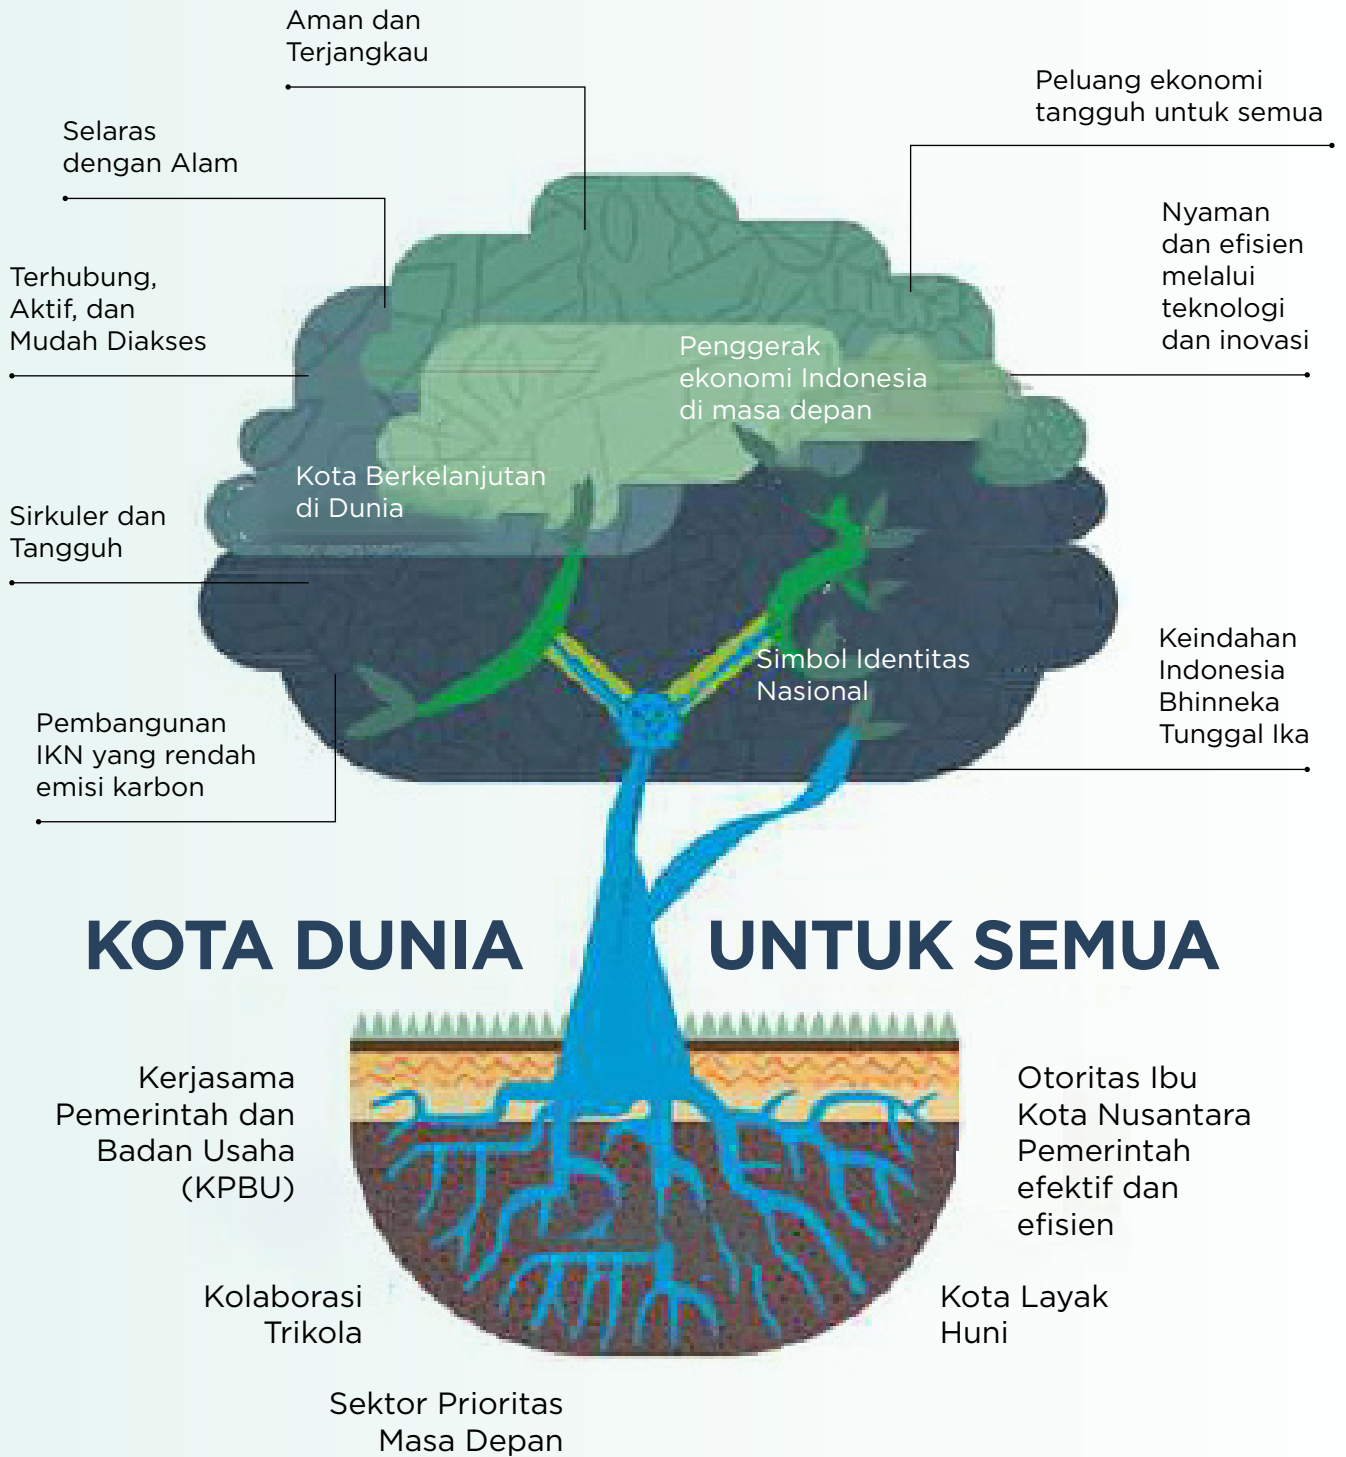 Aman dan
Terjangkau
Peluang ekonomi
tangguh untuk semua
Selaras
dengan Alam
Nyaman
dan efisien
melalui
teknologi
dan inovasi
Terhubung,
Aktif, dan
Mudah Diakses
Penggerak
ekonomi Indonesia
di masa depan
Kota Berkelanjutan
di Dunia
Sirkuler dan
Tangguh
Simbol Identitas
Nasional
Keindahan
Indonesia
Bhinneka
Tunggal Ika
Pembangunan
IKN yang rendah
emisi karbon
KOTA DUNIA UNTUK SEMUA
Kerjasama
Pemerintah dan
Badan Usaha
(KPBU)
Otoritas Ibu
Kota Nusantara
Pemerintah
efektif dan
efisien
Kolaborasi
Trikola
Kota Layak
Huni
Sektor Prioritas
Masa Depan